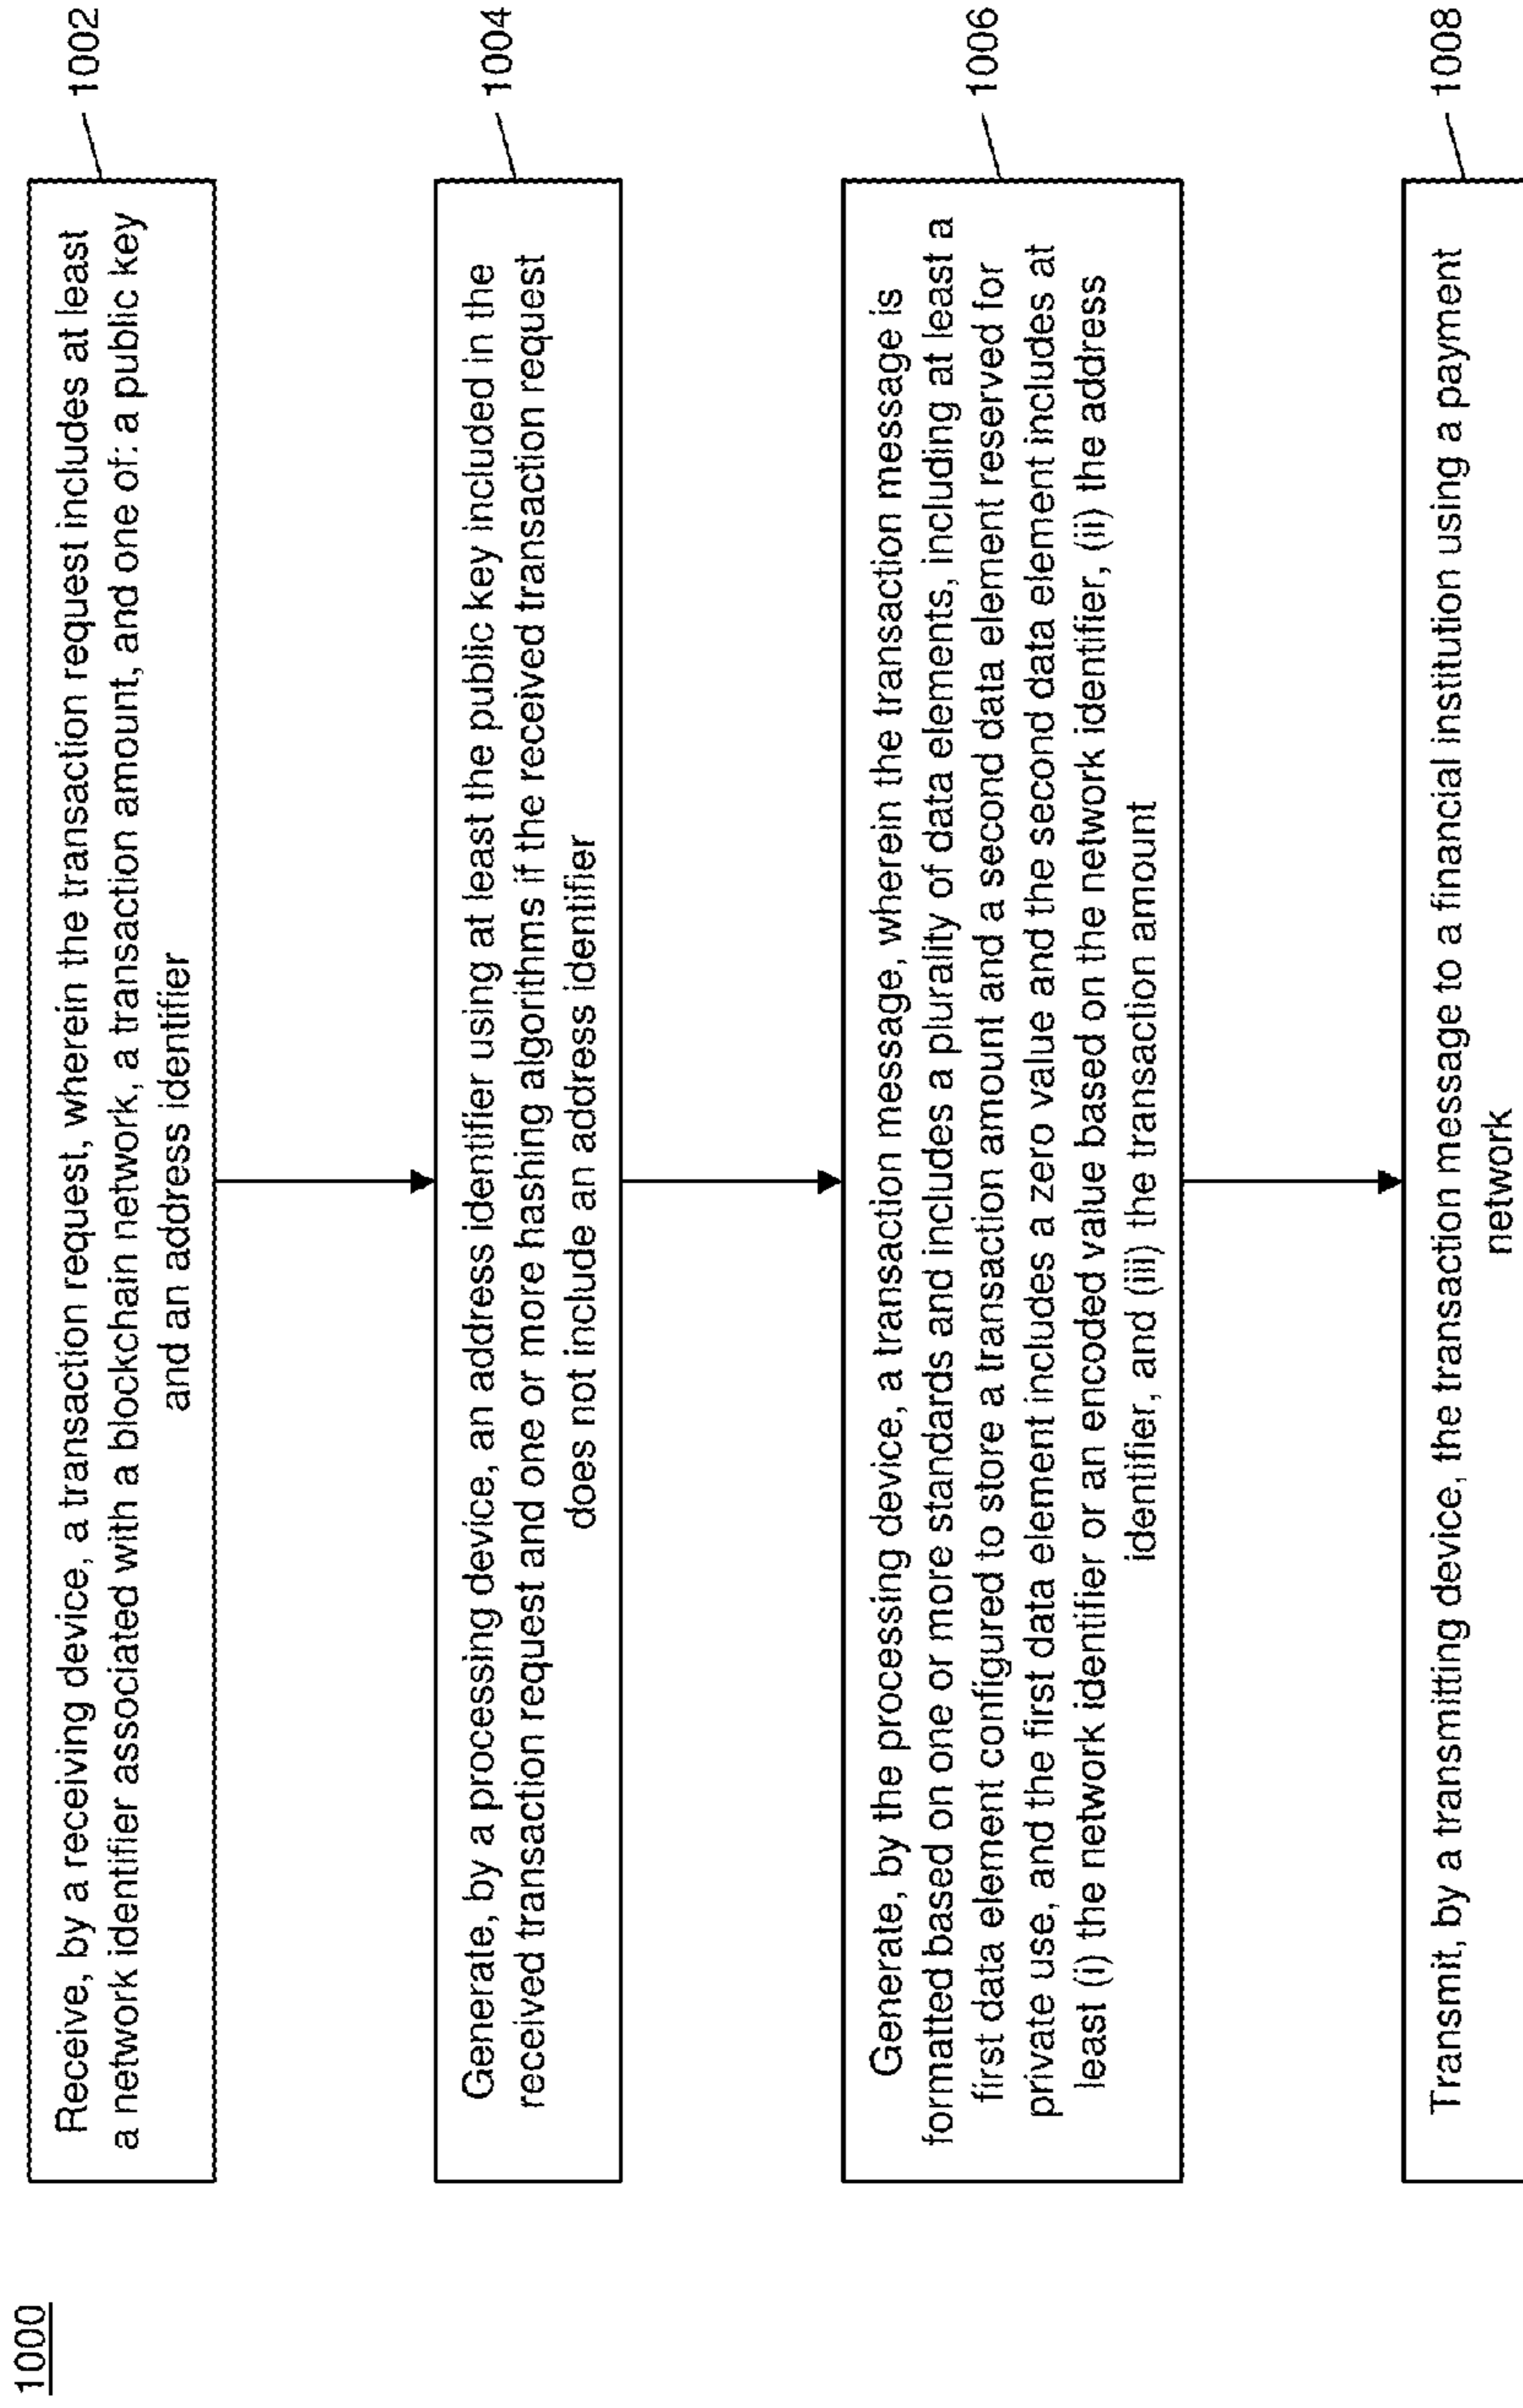 1000
Receive, by a receiving device, a transaction request, wherein the transaction request includes at least
a network identifier associated with a blockchain network, a transaction amount, and one of: a public key
and an address identifier
1002
Generate, by a processing device, an address identifier using at least the public key included in the
received transaction request and one or more hashing algorithms if the received transaction request
does not include an address identifier
1004
Generate, by the processing device, a transaction message, wherein the transaction message is
formatted based on one or more standards and includes a plurality of data elements, including at least a
first data element configured to store a transaction amount and a second data element reserved for
private use, and the first data element includes a zero value and the second data element includes at
least (i) the network identifier or an encoded value based on the network identifier, (ii) the address
identifier, and (iii) the transaction amount
1006
Transmit, by a transmitting device, the transaction message to a financial institution using a payment
network
1008